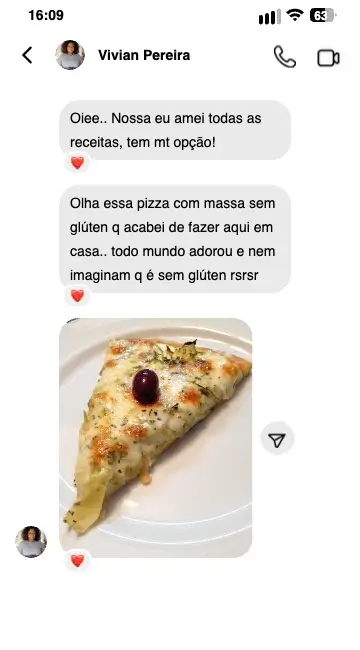 16:09
63
Vivian Pereira
Oiee.. Nossa eu amei todas as
receitas, tem mt opção!
Olha essa pizza com massa sem
glúten q acabei de fazer aqui em
casa.. todo mundo adorou e nem
imaginam q é sem glúten rsrsr